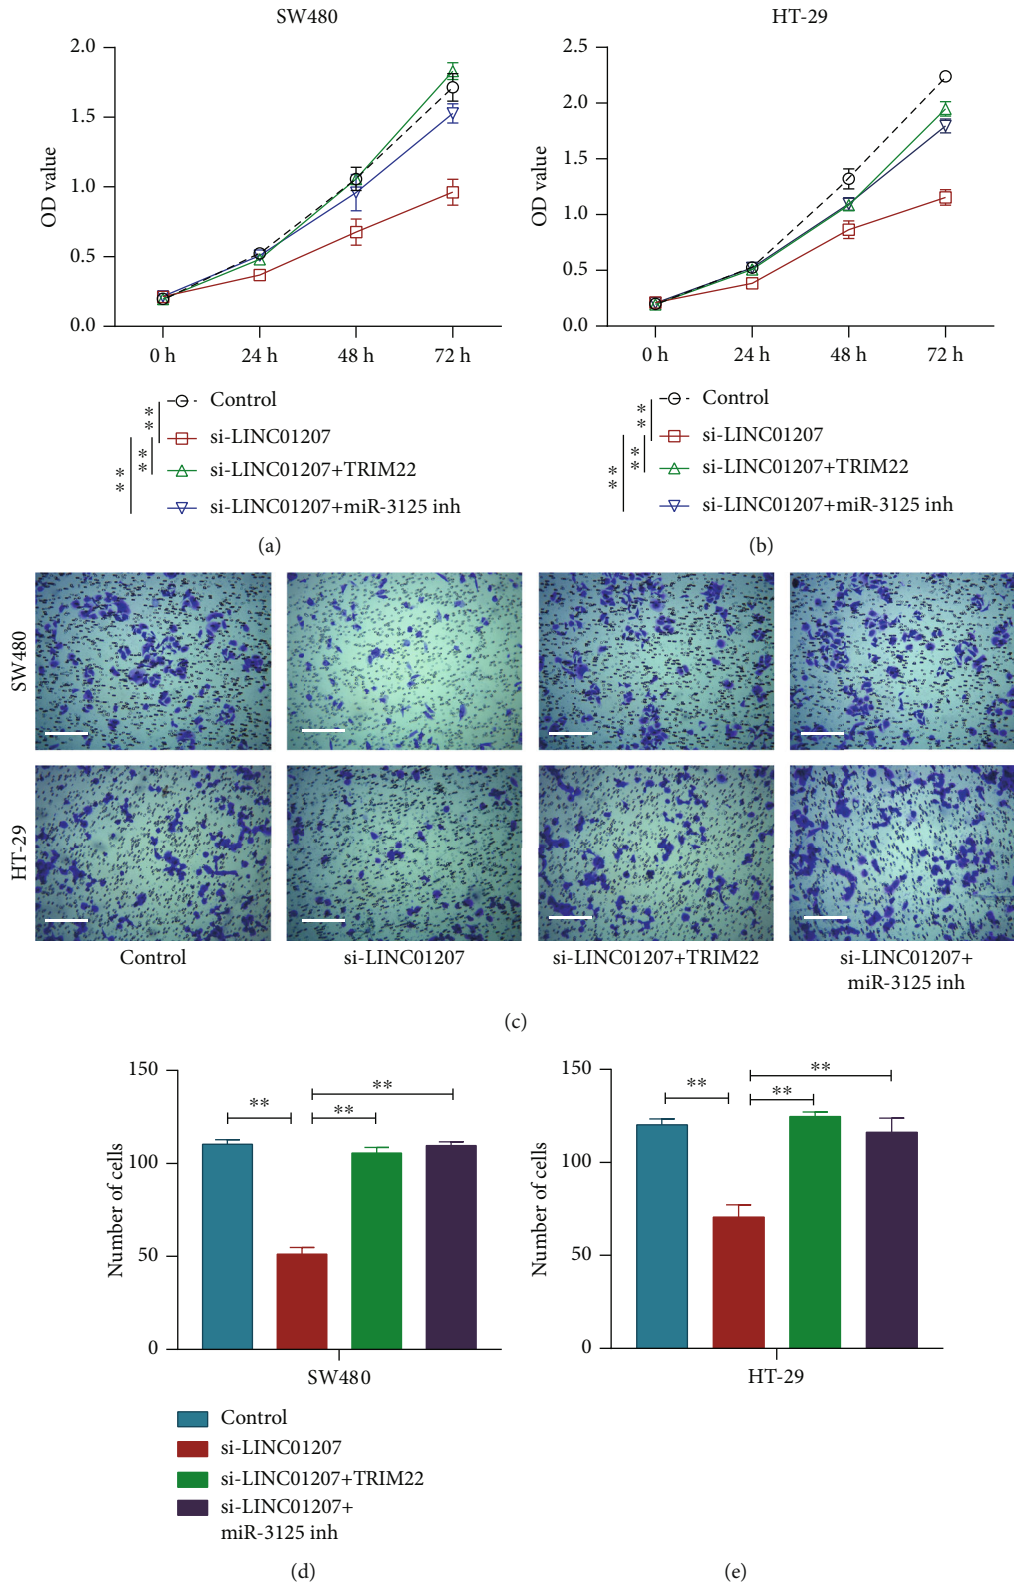 SW480
OD value
2.0
1.5
1.0
0.5
0.0
0 h 24 h 48 h 72 h
Control
si-LINC01207
si-LINC01207+TRIM22
si-LINC01207+miR-3125 inh
**
**
**
(a)
HT-29
OD value
2.5
2.0
1.5
1.0
0.5
0.0
0 h 24 h 48 h 72 h
Control
si-LINC01207
si-LINC01207+TRIM22
si-LINC01207+miR-3125 inh
**
**
**
(b)
SW480
HT-29
Control
si-LINC01207
si-LINC01207+TRIM22
si-LINC01207+
miR-3125 inh
(c)
Number of cells
150
100
50
0
**
**
**
SW480
Control
si-LINC01207
si-LINC01207+TRIM22
si-LINC01207+
miR-3125 inh
(d)
Number of cells
150
100
50
0
**
**
**
HT-29
(e)